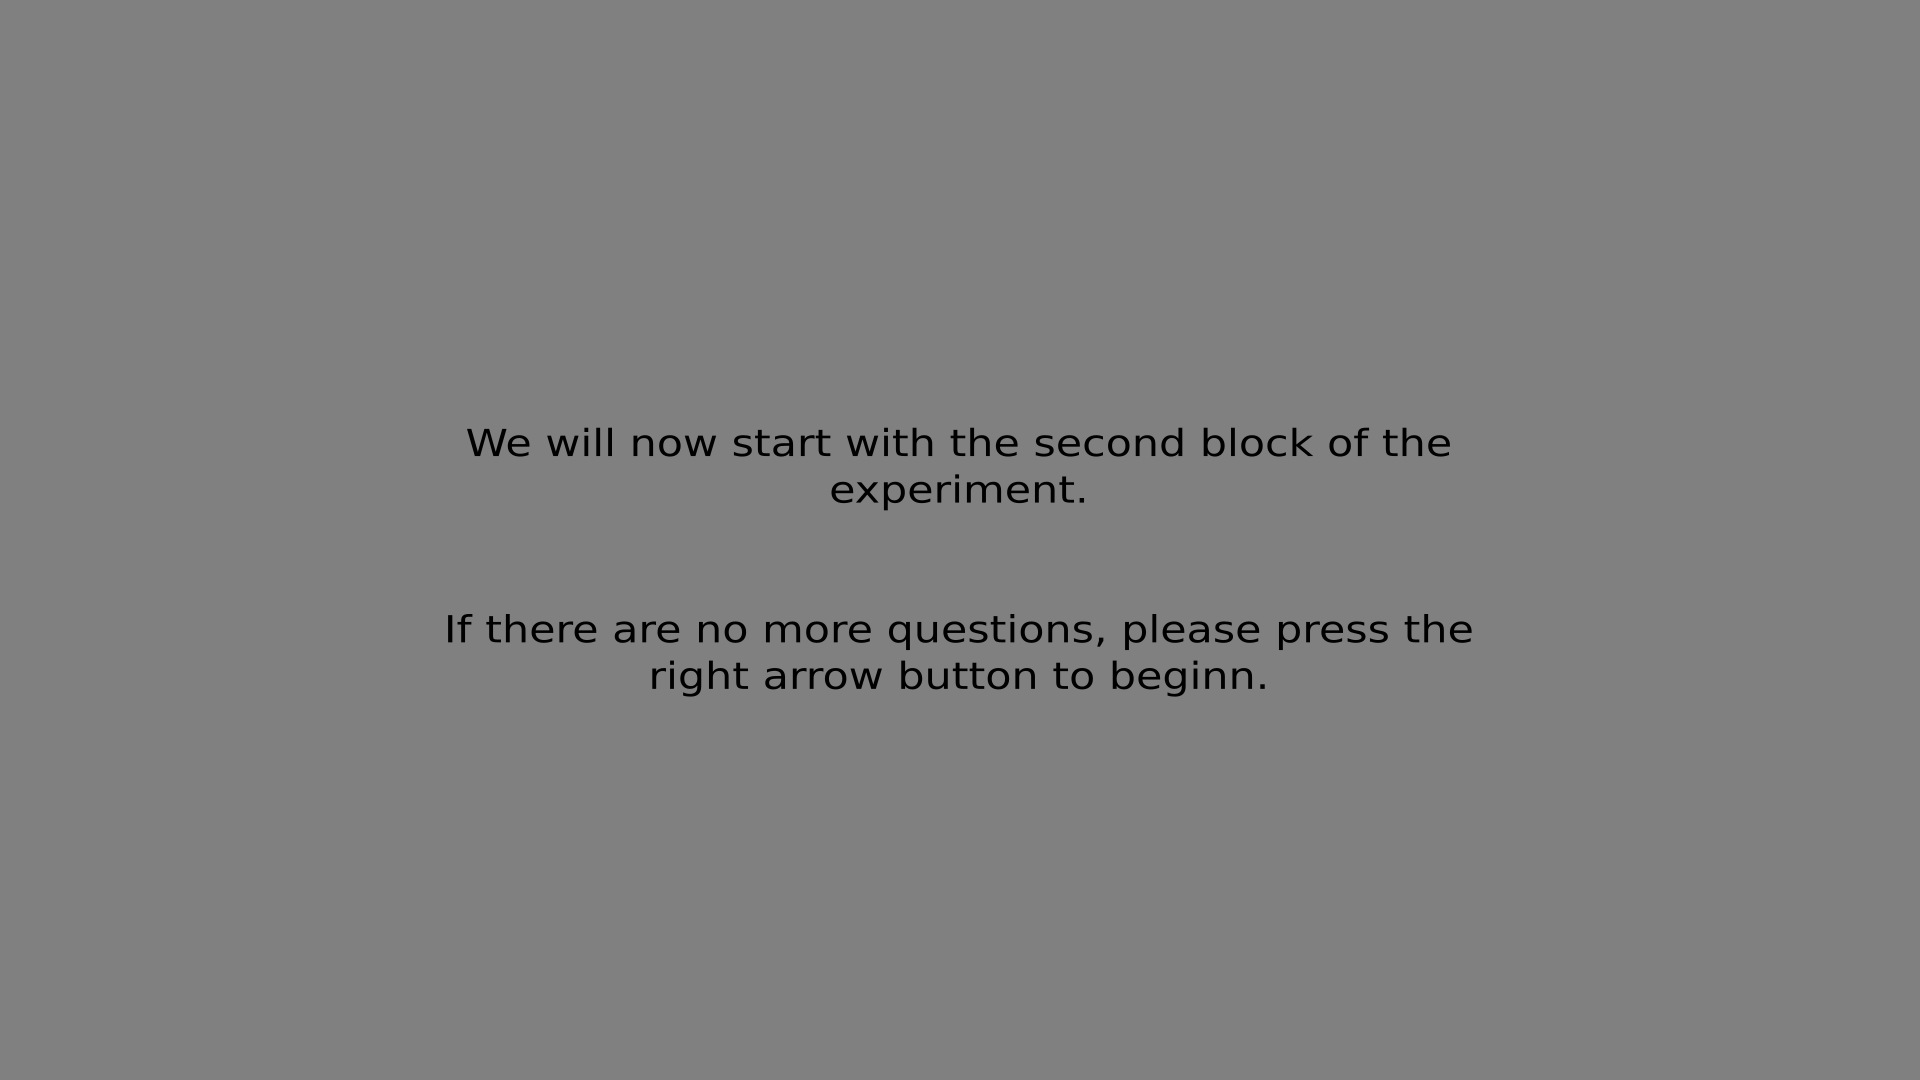 We will now start with the second block of the
experiment.
If there are no more questions, please press the
right arrow button to beginn.